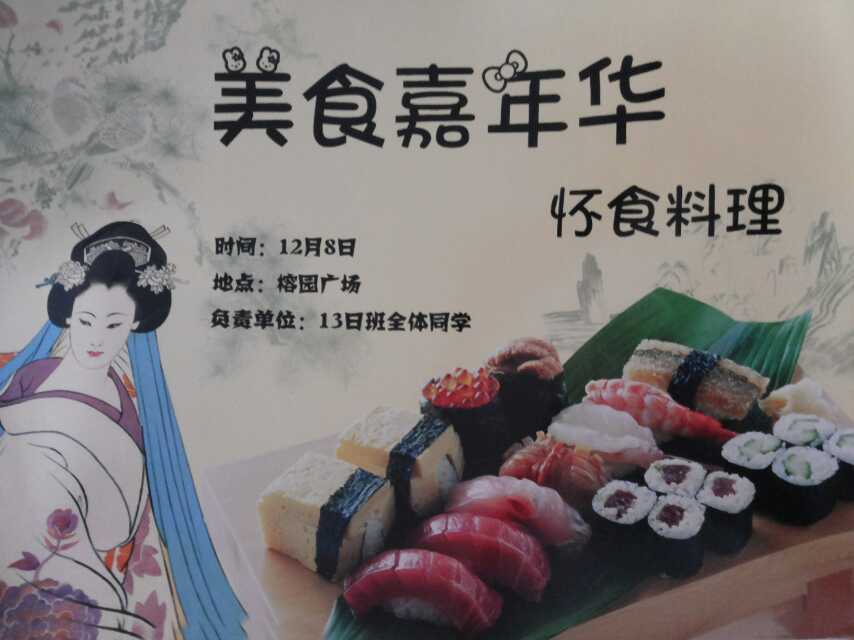 美食嘉年华
怀食料理
时间：12月8日
地点：榕园广场
负责单位：13日班全体同学